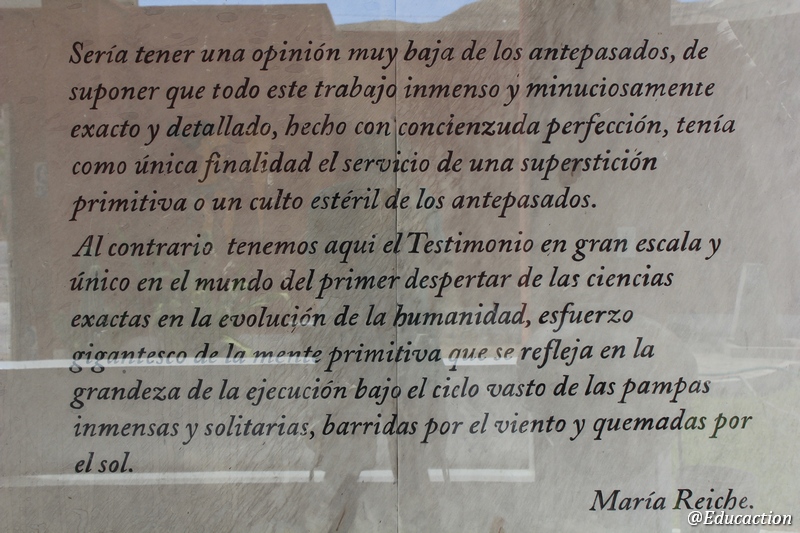 Sería tener una opinión muy baja de los antepasados, de
suponer que todo este trabajo inmenso y minuciosamente
exacto y detallado, hecho con concienzuda perfección, tenía
como única finalidad el servicio de una superstición
primitiva o un culto estéril de los antepasados.
Al contrario tenemos aqui el Testimonio en gran escala y
único en el mundo del primer despertar de las ciencias
exactas en la evolución de la humanidad, esfuerzo
gigantesco de la mente primitiva que se refleja en la
grandeza de la ejecución bajo el ciclo vasto de las pampas
inmensas y solitarias, barridas por el viento y quemadas por
el sol.
María Reiche.
@Educaction